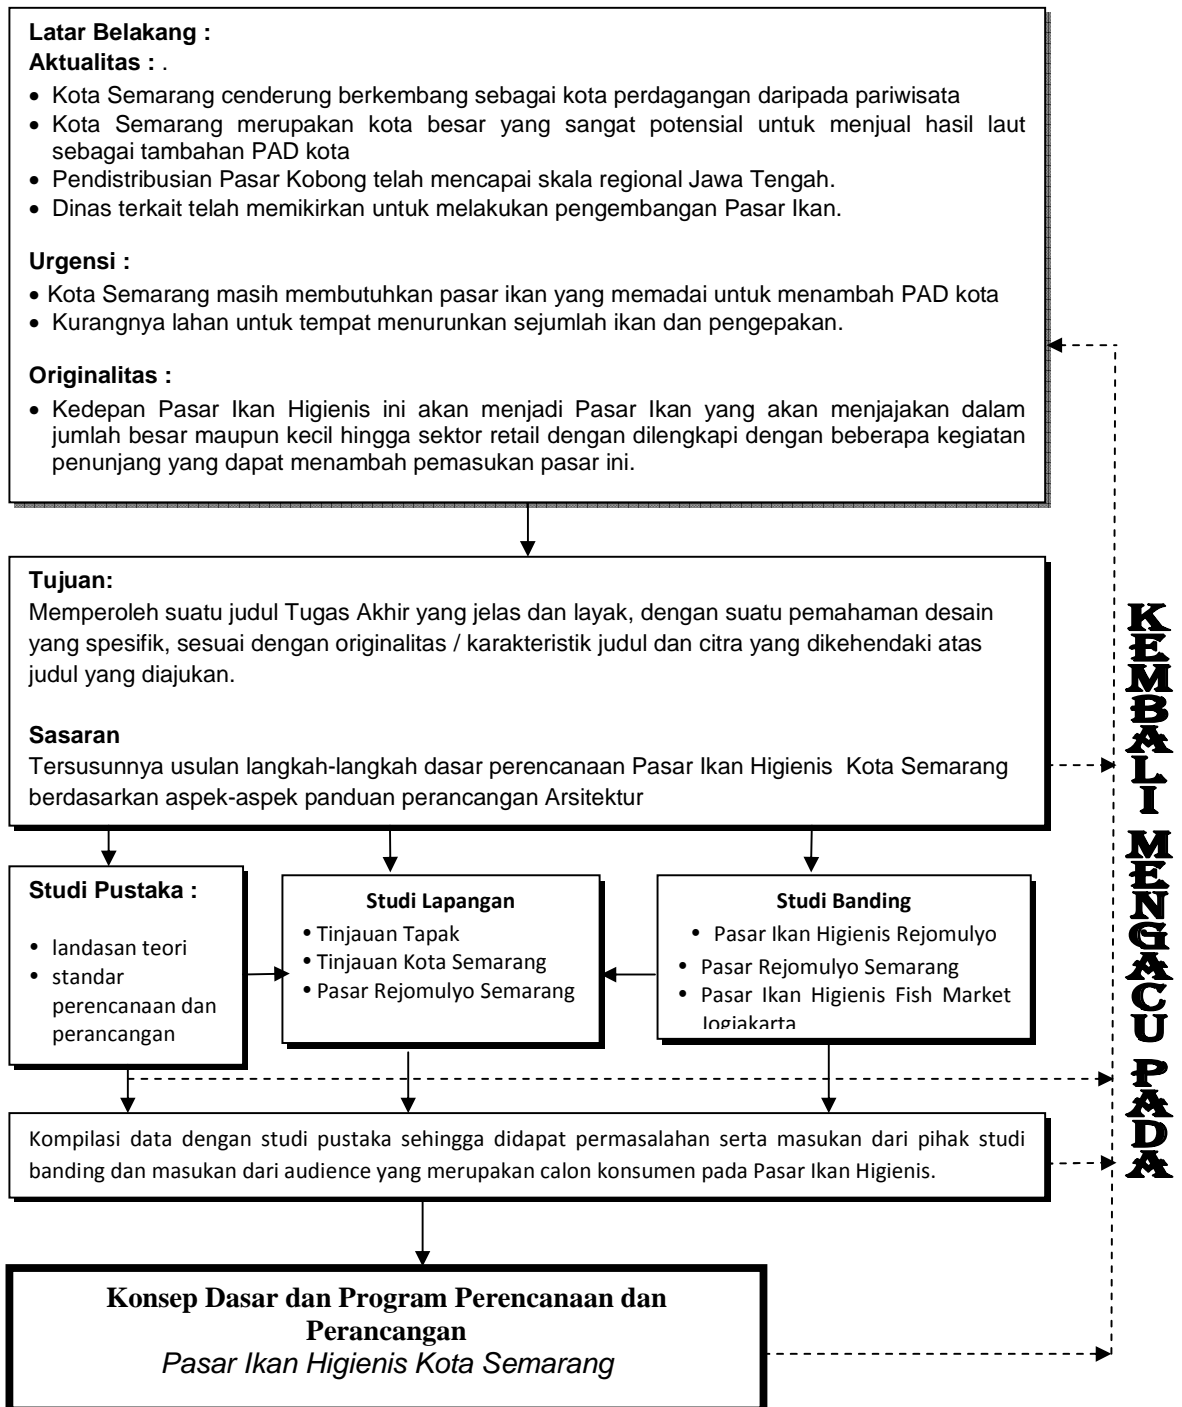 Latar Belakang :
Aktualitas : .
• Kota Semarang cenderung berkembang sebagai kota perdagangan daripada pariwisata
• Kota Semarang merupakan kota besar yang sangat potensial untuk menjual hasil laut
sebagai tambahan PAD kota
• Pendistribusian Pasar Kobong telah mencapai skala regional Jawa Tengah.
• Dinas terkait telah memikirkan untuk melakukan pengembangan Pasar Ikan.
Urgensi :
• Kota Semarang masih membutuhkan pasar ikan yang memadai untuk menambah PAD kota
• Kurangnya lahan untuk tempat menurunkan sejumlah ikan dan pengepakan.
Originalitas :
• Kedepan Pasar Ikan Higienis ini akan menjadi Pasar Ikan yang akan menjajakan dalam
jumlah besar maupun kecil hingga sektor retail dengan dilengkapi dengan beberapa kegiatan
penunjang yang dapat menambah pemasukan pasar ini.
Tujuan:
Memperoleh suatu judul Tugas Akhir yang jelas dan layak, dengan suatu pemahaman desain
yang spesifik, sesuai dengan originalitas / karakteristik judul dan citra yang dikehendaki atas
judul yang diajukan.
Sasaran
Tersusunnya usulan langkah-langkah dasar perencanaan Pasar Ikan Higienis Kota Semarang
berdasarkan aspek-aspek panduan perancangan Arsitektur
Studi Pustaka :
• landasan teori
• standar
perencanaan dan
perancangan
Studi Lapangan
• Tinjauan Tapak
• Tinjauan Kota Semarang
• Pasar Rejomulyo Semarang
Studi Banding
• Pasar Ikan Higienis Rejomulyo
• Pasar Rejomulyo Semarang
• Pasar Ikan Higienis Fish Market
Jogjakarta
Kompilasi data dengan studi pustaka sehingga didapat permasalahan serta masukan dari pihak studi
banding dan masukan dari audience yang merupakan calon konsumen pada Pasar Ikan Higienis.
Konsep Dasar dan Program Perencanaan dan
Perancangan
Pasar Ikan Higienis Kota Semarang
KEMBALI MENGACU PADA